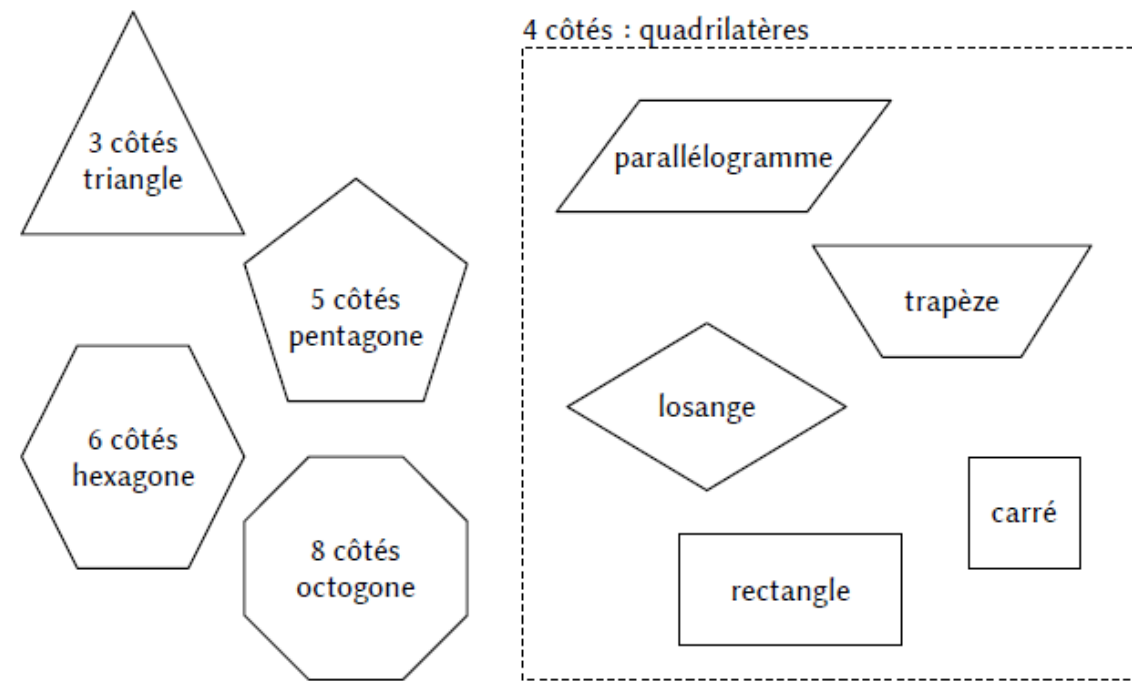 3 côtés
triangle
5 côtés
pentagone
6 côtés
hexagone
8 côtés
octogone
4 côtés : quadrilatères
parallélogramme
trapèze
losange
carré
rectangle